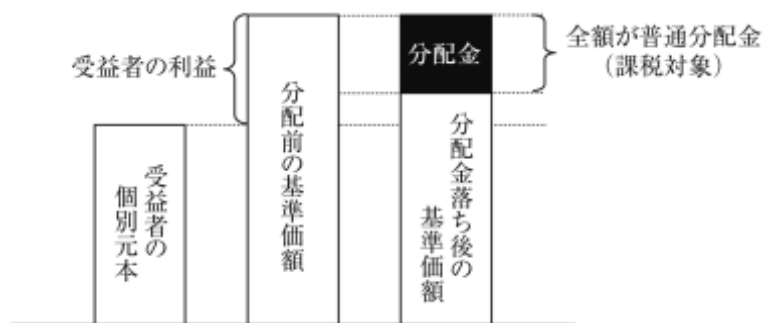 受益者の利益
分配金
全額が普通分配金
（課税対象）
受益者の
個別元本
分配前の基準価額
分配金落ち後の
基準価額